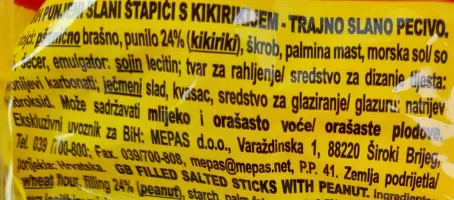 PUNJENI SLANI ŠTAPIĆI S KIKIRIKIJEM - TRAJNO SLANO PECIVO.
pšenično brašno, punilo 24% (kikiriki), škrob, palmina mast, morska sol
šećer, emulgator: sojin lecitin; tvar za rahljenje/ sredstvo za dizanje tijesta:
karbonati; ječmeni slad, kvasac, sredstvo za glaziranje/ glazuru: natrijev
hidroksid. Može sadržavati mlijeko i orašasto voće/ orašaste plodove.
Ekskluzivni uvoznik za BiH: MEPAS d.o.o., Varaždinska 1, 88220 Široki Brijeg,
Tel. 039 /700-800; Fax. 039/700-808, mepas@mepas.net, P.P. 41. Zemlja podrijetla/
porijekla: Hrvatska. GB FILLED SALTED STICKS WITH PEANUT.
wheat flour, filling 24% (peanut), starch